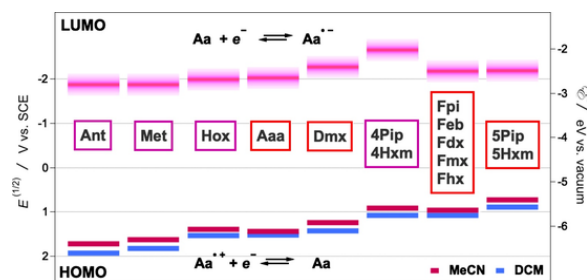 LUMO
Aa + e⁻ ⇌ Aa•⁻
E(1/2) / V vs. SCE
-2
-1
0
1
2
Ant
Met
Hox
Aaa
Dmx
4Pip
4Hxm
Fpi
Feb
Fdx
Fmx
Fhx
5Pip
5Hxm
-2
-3
-4
-5
-6
/ eV vs. vacuum
HOMO
Aa•⁺ + e⁻ ⇌ Aa
MeCN
DCM